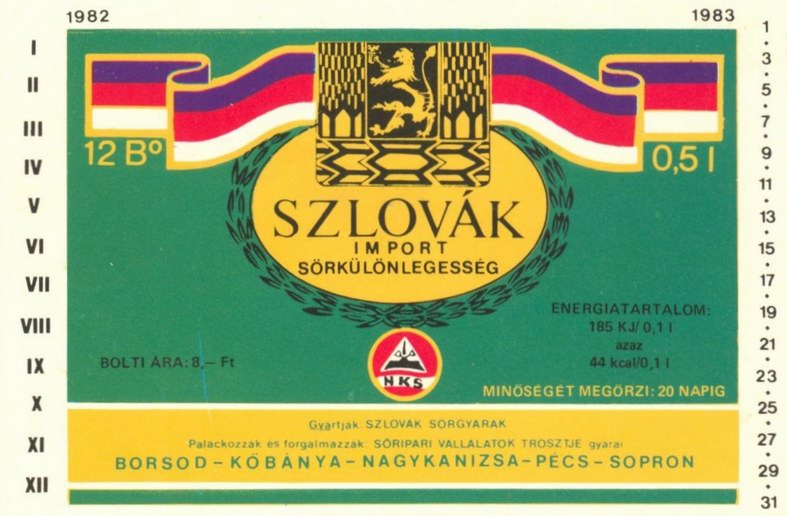 1982
1983
I
II
III
IV
V
VI
VII
VIII
IX
X
XI
XII
12 B°
0,5 l
SZLOVÁK
IMPORT
SÖRKÜLÖNLEGESSÉG
ENERGIATARTALOM:
185 KJ/ 0,1 l
azaz
44 kcal/0,1 l
BOLTI ÁRA: 8,– Ft
NKS
MINŐSÉGÉT MEGŐRZI: 20 NAPIG
Gyártják SZLOVÁK SÖRGYÁRAK
Palackozzák és forgalmazzák: SÖRIPARI VÁLLALATOK TRÖSZTJE gyárai
BORSOD – KŐBÁNYA – NAGYKANIZSA – PÉCS – SOPRON
1
3
5
7
9
11
13
15
17
19
21
23
25
27
29
31